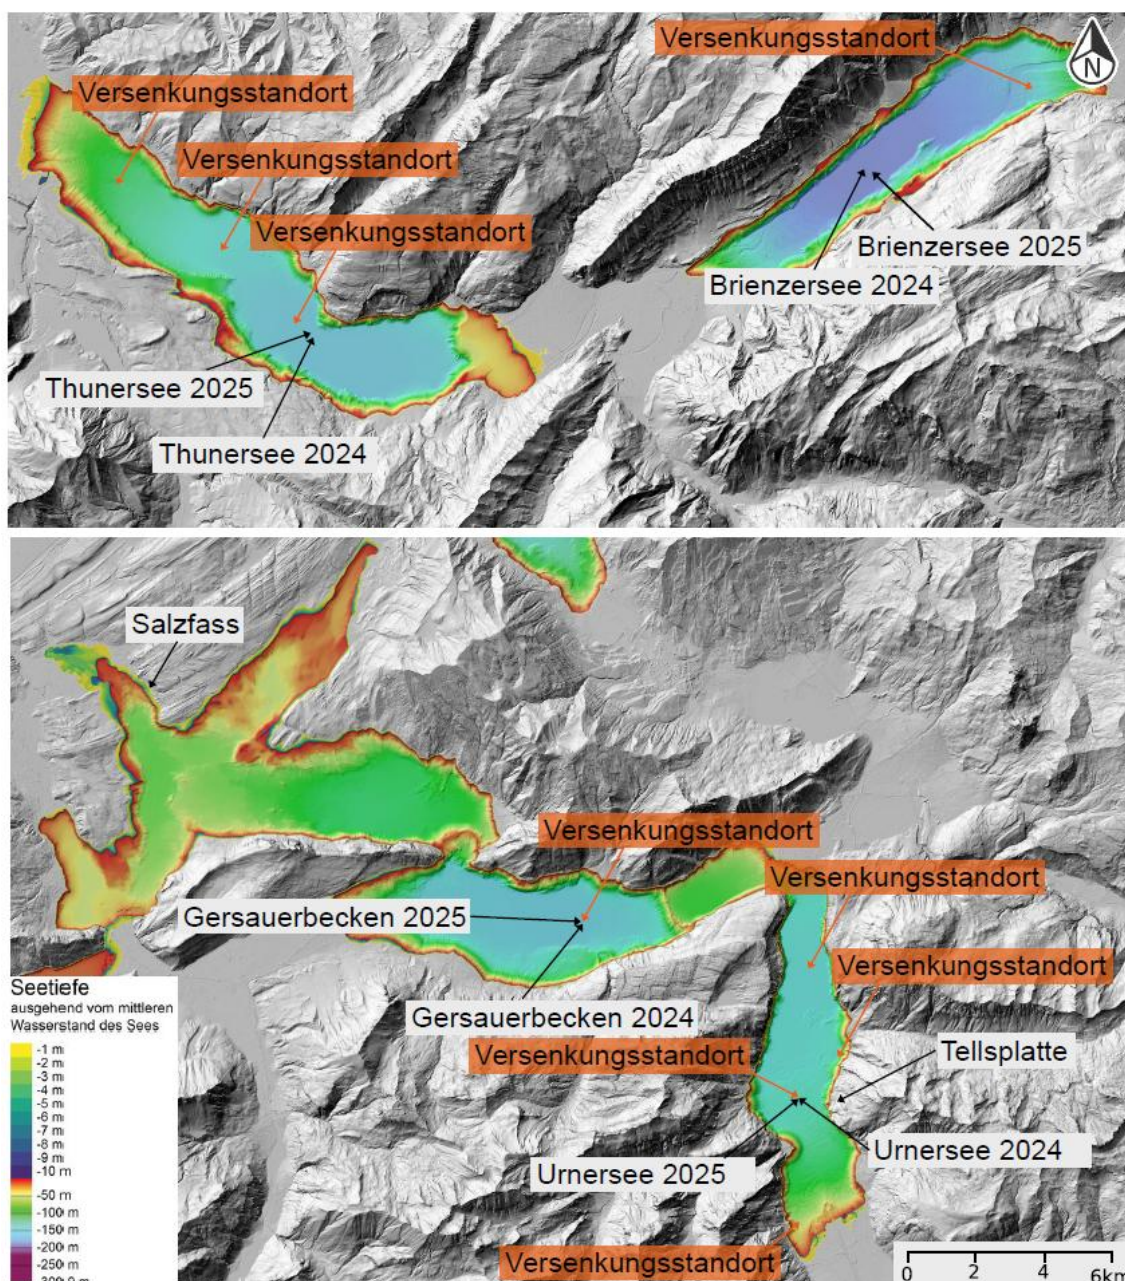 Versenkungsstandort
N
Versenkungsstandort
Versenkungsstandort
Versenkungsstandort
Brienzersee 2025
Brienzersee 2024
Thunersee 2025
Thunersee 2024
Salzfass
Versenkungsstandort
Versenkungsstandort
Gersauerbecken 2025
Versenkungsstandort
Gersauerbecken 2024
Versenkungsstandort
Tellsplatte
Urnersee 2024
Urnersee 2025
Versenkungsstandort
Seetiefe
ausgehend vom mittleren
Wasserstand des Sees
-1 m
-2 m
-3 m
-4 m
-5 m
-6 m
-7 m
-8 m
-9 m
-10 m
-50 m
-100 m
-150 m
-200 m
-250 m
0 2 4 6km